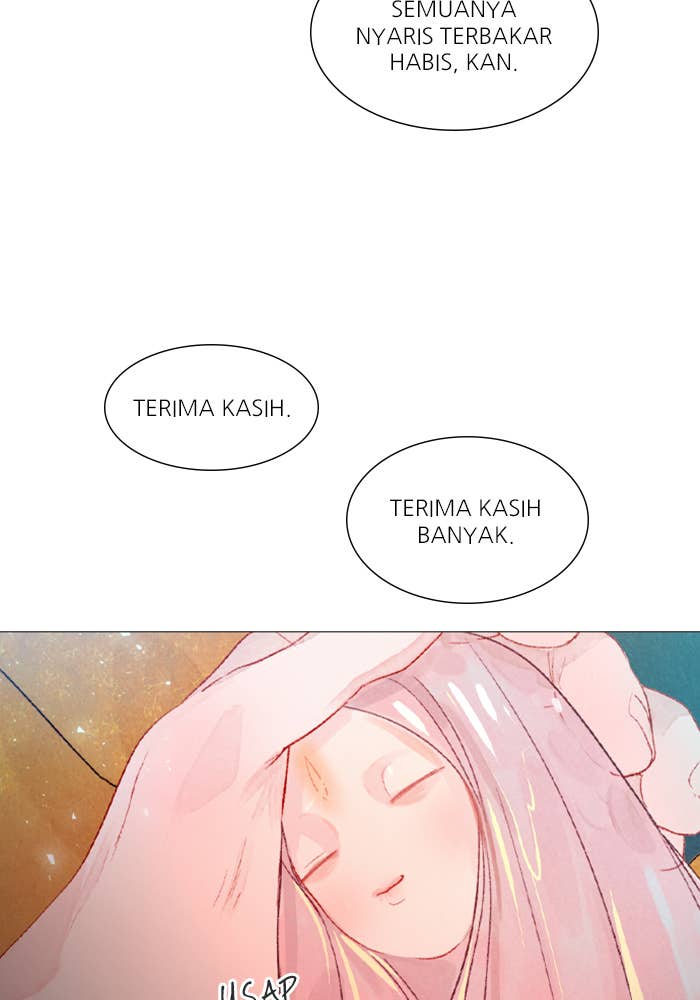 SEMUANYA
NYARIS TERBAKAR
HABIS, KAN.
TERIMA KASIH.
TERIMA KASIH
BANYAK.
USAP